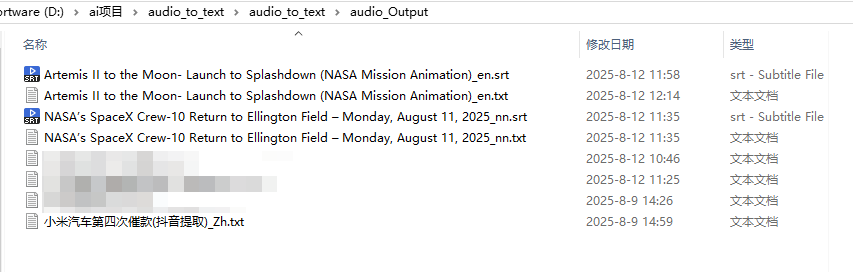 ortware (D:) › ai项目 › audio_to_text › audio_to_text › audio_Output
名称 修改日期 类型
SRT Artemis II to the Moon- Launch to Splashdown (NASA Mission Animation)_en.srt 2025-8-12 11:58 srt - Subtitle File
Artemis II to the Moon- Launch to Splashdown (NASA Mission Animation)_en.txt 2025-8-12 12:14 文本文档
SRT NASA's SpaceX Crew-10 Return to Ellington Field – Monday, August 11, 2025_nn.srt 2025-8-12 11:35 srt - Subtitle File
NASA's SpaceX Crew-10 Return to Ellington Field – Monday, August 11, 2025_nn.txt 2025-8-12 11:35 文本文档
2025-8-12 10:46 文本文档
2025-8-12 11:25 文本文档
2025-8-9 14:26 文本文档
小米汽车第四次催款(抖音提取)_Zh.txt 2025-8-9 14:59 文本文档